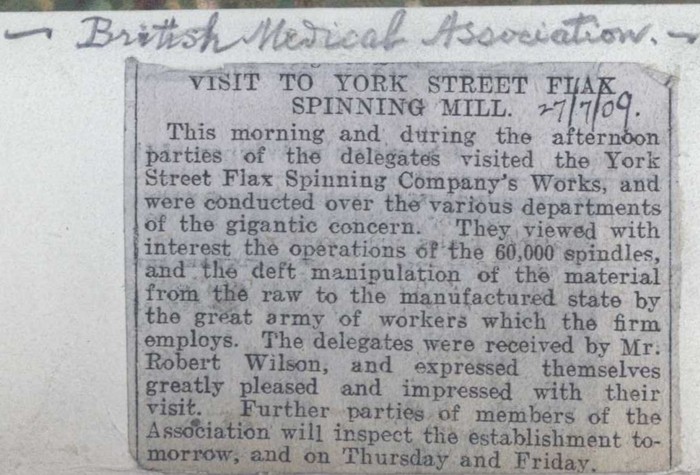 — British Medical Association. —
VISIT TO YORK STREET FLAX
SPINNING MILL. 27/7/09.
This morning and during the afternoon
parties of the delegates visited the York
Street Flax Spinning Company's Works, and
were conducted over the various departments
of the gigantic concern. They viewed with
interest the operations of the 60,000 spindles,
and the deft manipulation of the material
from the raw to the manufactured state by
the great army of workers which the firm
employs. The delegates were received by Mr.
Robert Wilson, and expressed themselves
greatly pleased and impressed with their
visit. Further parties of members of the
Association will inspect the establishment to-
morrow, and on Thursday and Friday.